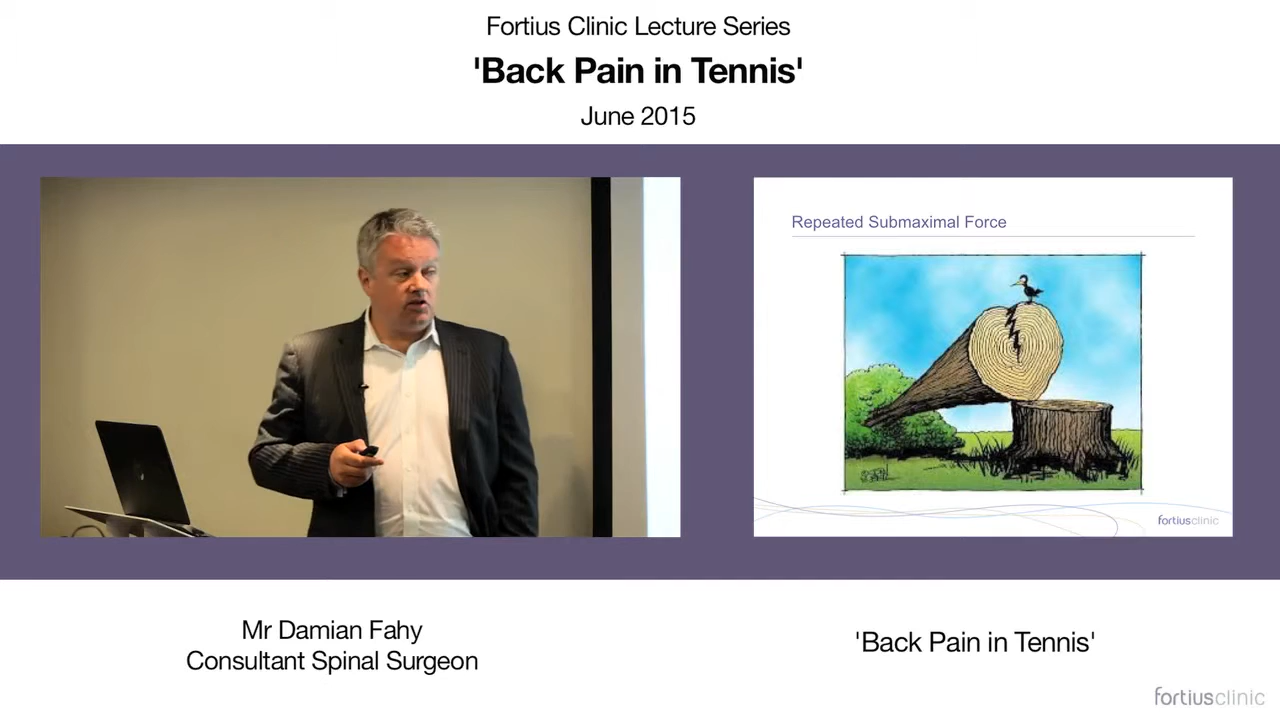 Fortius Clinic Lecture Series
'Back Pain in Tennis'
June 2015
Repeated Submaximal Force
fortiusclinic
Mr Damian Fahy
Consultant Spinal Surgeon
'Back Pain in Tennis'
fortiusclinic